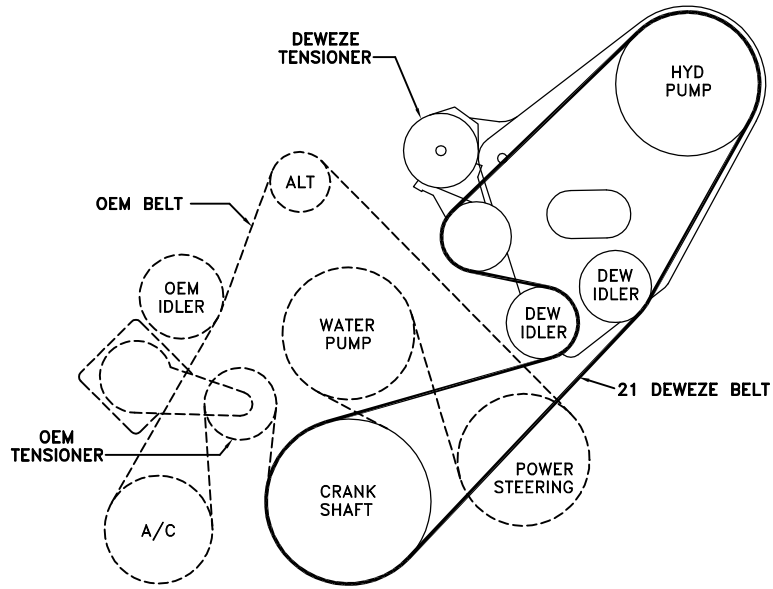 DEWEZE
TENSIONER
HYD
PUMP
ALT
OEM BELT
OEM
IDLER
WATER
PUMP
DEW
IDLER
DEW
IDLER
21 DEWEZE BELT
OEM
TENSIONER
POWER
STEERING
CRANK
SHAFT
A/C